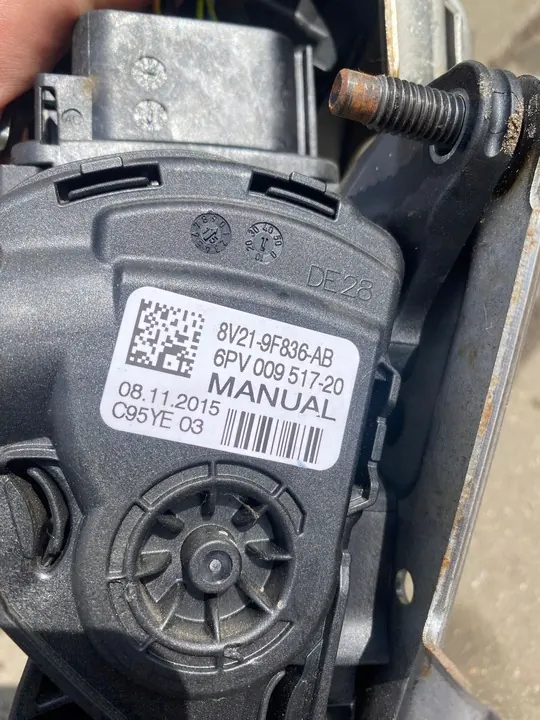 DE28
8V21-9F836-AB
6PV 009 517-20
MANUAL
08.11.2015
C95YE 03